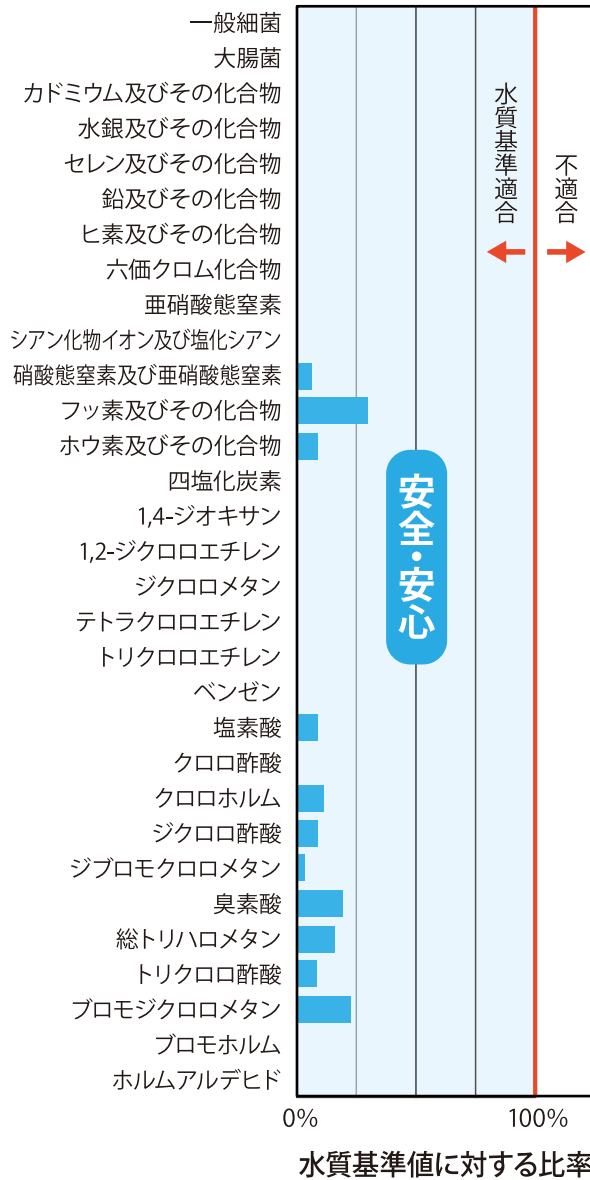 一般細菌
大腸菌
カドミウム及びその化合物
水銀及びその化合物
セレン及びその化合物
鉛及びその化合物
ヒ素及びその化合物
六価クロム化合物
亜硝酸態窒素
シアン化物イオン及び塩化シアン
硝酸態窒素及び亜硝酸態窒素
フッ素及びその化合物
ホウ素及びその化合物
四塩化炭素
1,4-ジオキサン
1,2-ジクロロエチレン
ジクロロメタン
テトラクロロエチレン
トリクロロエチレン
ベンゼン
塩素酸
クロロ酢酸
クロロホルム
ジクロロ酢酸
ジブロモクロロメタン
臭素酸
総トリハロメタン
トリクロロ酢酸
ブロモジクロロメタン
ブロモホルム
ホルムアルデヒド
水質基準適合
不適合
安全・安心
0%
100%
水質基準値に対する比率